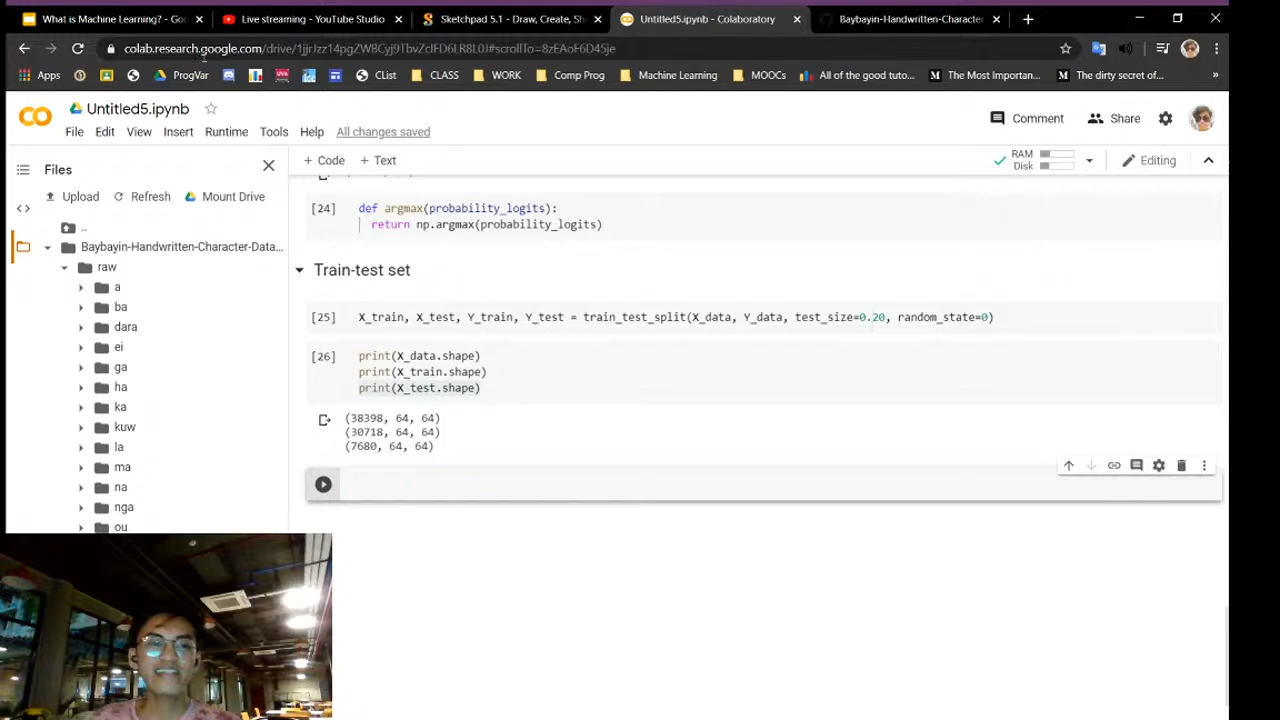 What is Machine Learning? - Goo
Live streaming - YouTube Studio
Sketchpad 5.1 - Draw, Create, Sh
Untitled5.ipynb - Colaboratory
Baybayin-Handwritten-Character
colab.research.google.com/drive/1jjrJzz14pgZW8Cyj9TbvZcIFD6LR8L0J#scrollTo=8zEAoF6D45je
Apps
ProgVar
CList
CLASS
WORK
Comp Prog
Machine Learning
MOOCs
All of the good tuto...
The Most Importan...
The dirty secret of...
Untitled5.ipynb
File Edit View Insert Runtime Tools Help All changes saved
Comment
Share
Files
+ Code + Text
RAM
Disk
Editing
Upload Refresh Mount Drive
..
Baybayin-Handwritten-Character-Data...
raw
a
ba
dara
ei
ga
ha
ka
kuw
la
ma
na
nga
ou
[24] def argmax(probability_logits):
return np.argmax(probability_logits)
Train-test set
[25] X_train, X_test, Y_train, Y_test = train_test_split(X_data, Y_data, test_size=0.20, random_state=0)
[26] print(X_data.shape)
print(X_train.shape)
print(X_test.shape)
(38398, 64, 64)
(30718, 64, 64)
(7680, 64, 64)